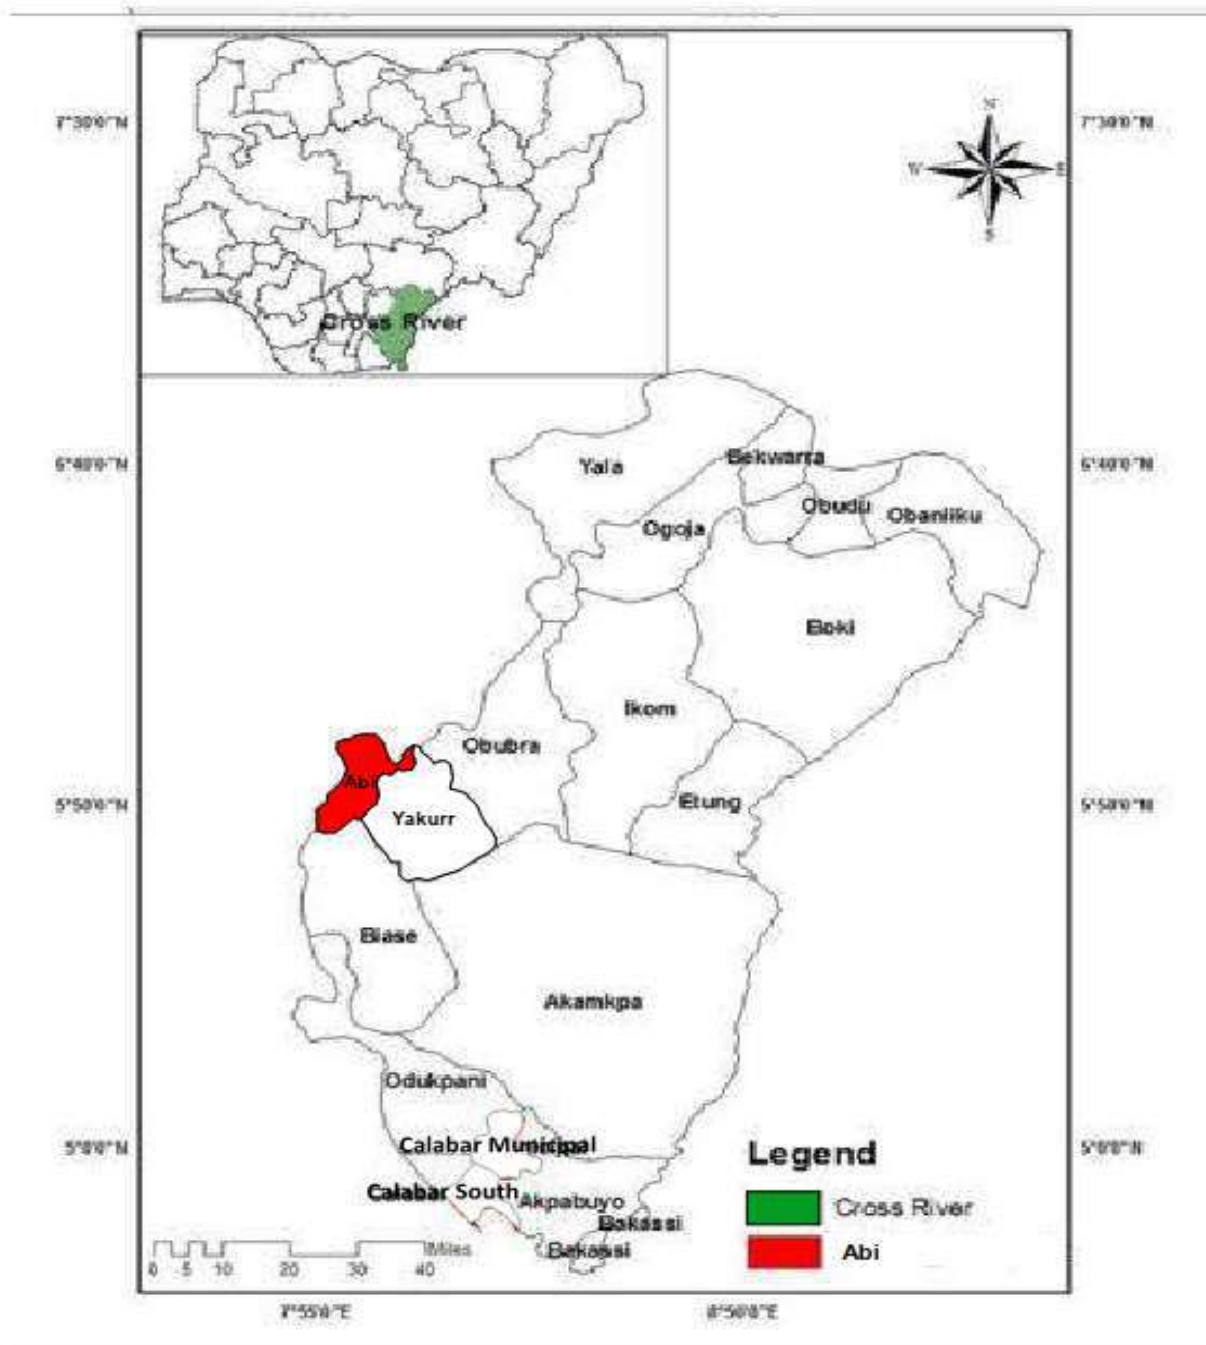 7°30'0"N
7°30'0"N
N
W
E
S
Cross River
6°40'0"N
6°40'0"N
Yala
Bekwarra
Obudu
Obanliku
Ogoja
Boki
Ikom
Obubra
Abi
5°50'0"N
Etung
5°50'0"N
Yakurr
Biase
Akamkpa
Odukpani
5°0'0"N
Calabar Municipal
5°0'0"N
Legend
Calabar South
Akpabuyo
Cross River
Bakassi
Bakassi
Abi
Miles
0 5 10 20 30 40
7°55'0"E
8°50'0"E